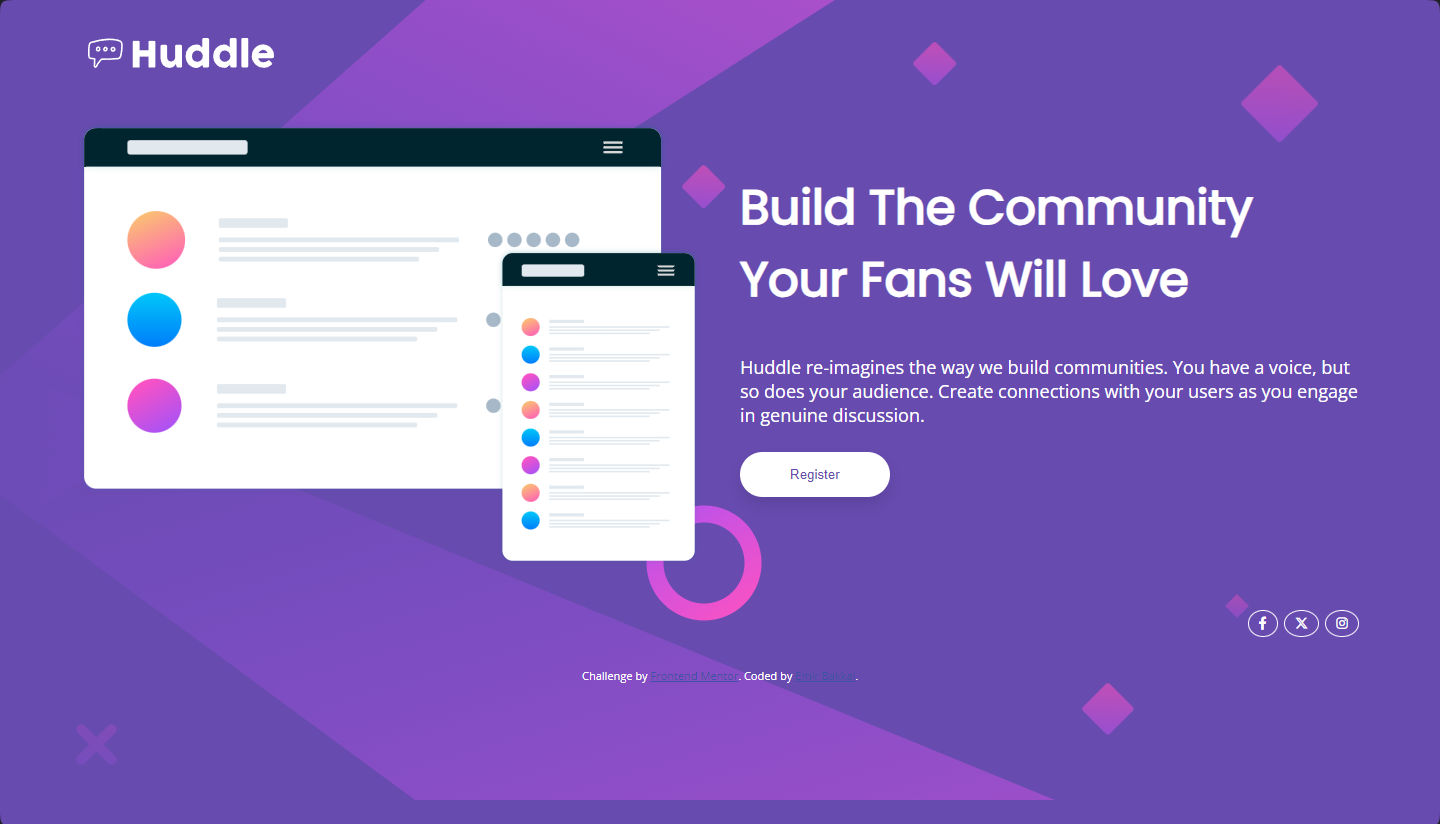 Huddle
Build The Community
Your Fans Will Love
Huddle re-imagines the way we build communities. You have a voice, but
so does your audience. Create connections with your users as you engage
in genuine discussion.
Register
Challenge by Frontend Mentor. Coded by